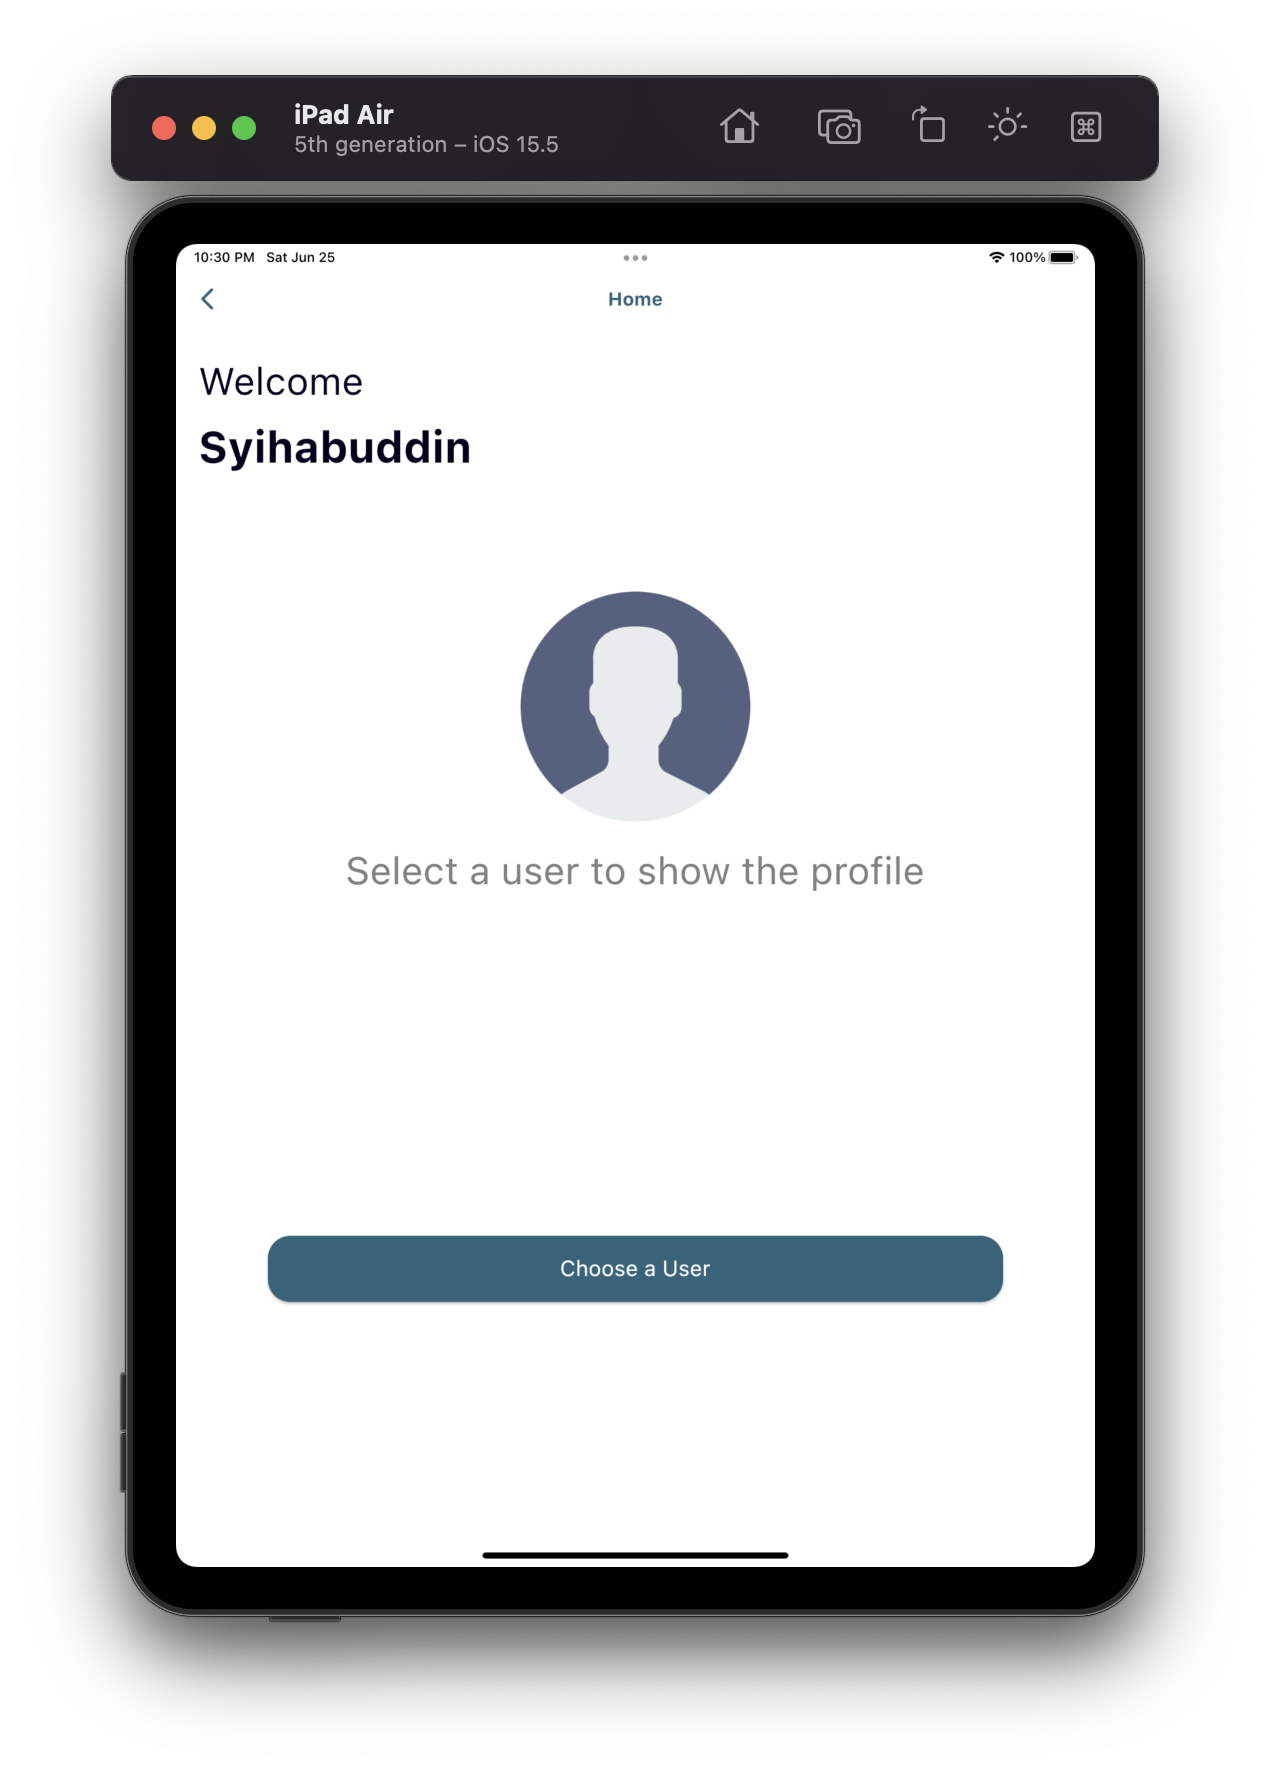 iPad Air
5th generation – iOS 15.5
10:30 PM Sat Jun 25
100%
Home
Welcome
Syihabuddin
Select a user to show the profile
Choose a User